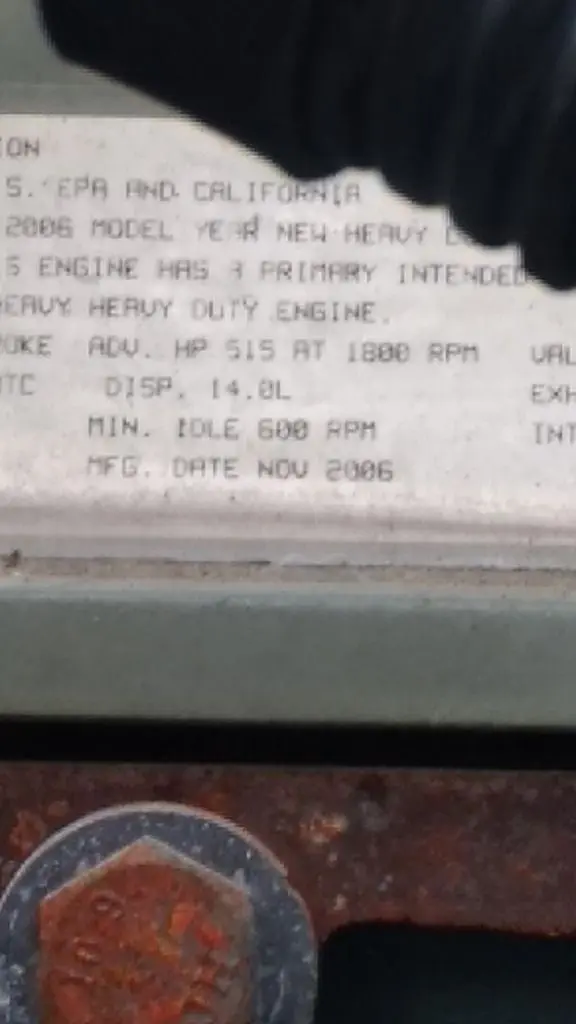 ION
S. EPA AND CALIFORNIA
2006 MODEL YEAR NEW HEAVY
S ENGINE HAS A PRIMARY INTENDED
HEAVY HEAVY DUTY ENGINE.
OKE ADV. HP 515 AT 1800 RPM VAL
TC DISP. 14.0L EXH
MIN. IDLE 600 RPM INT
MFG. DATE NOV 2006